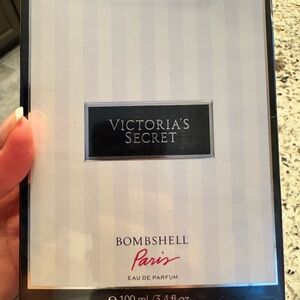 VICTORIA'S
SECRET
BOMBSHELL
Paris
EAU DE PARFUM
℮ 100 ml / 3.4 fl oz